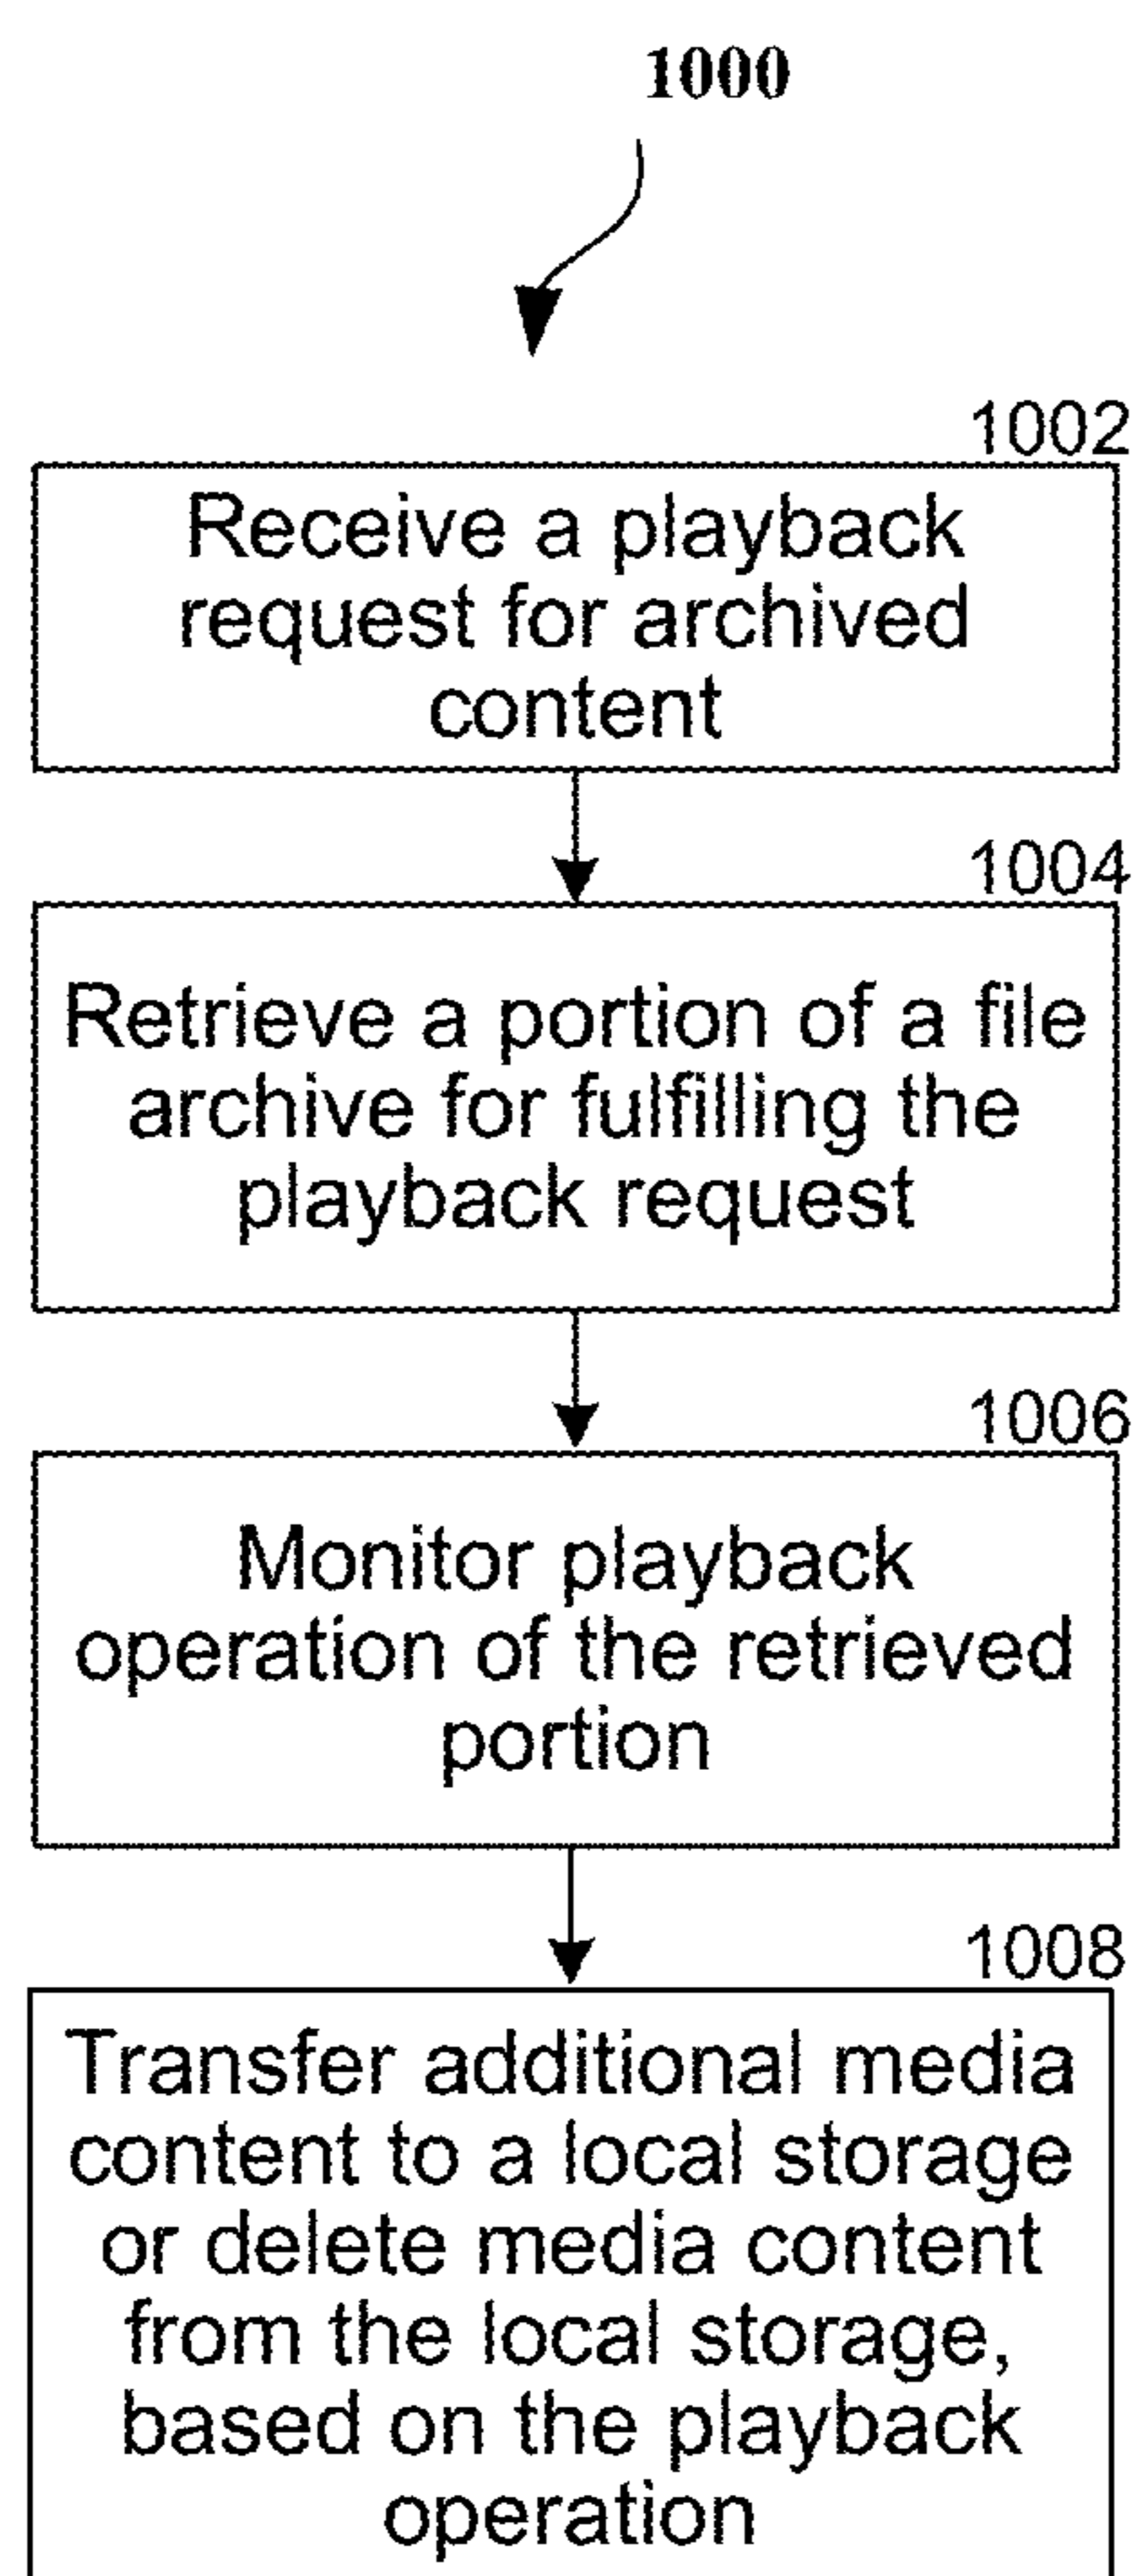 1000
1002
Receive a playback
request for archived
content
1004
Retrieve a portion of a file
archive for fulfilling the
playback request
1006
Monitor playback
operation of the retrieved
portion
1008
Transfer additional media
content to a local storage
or delete media content
from the local storage,
based on the playback
operation